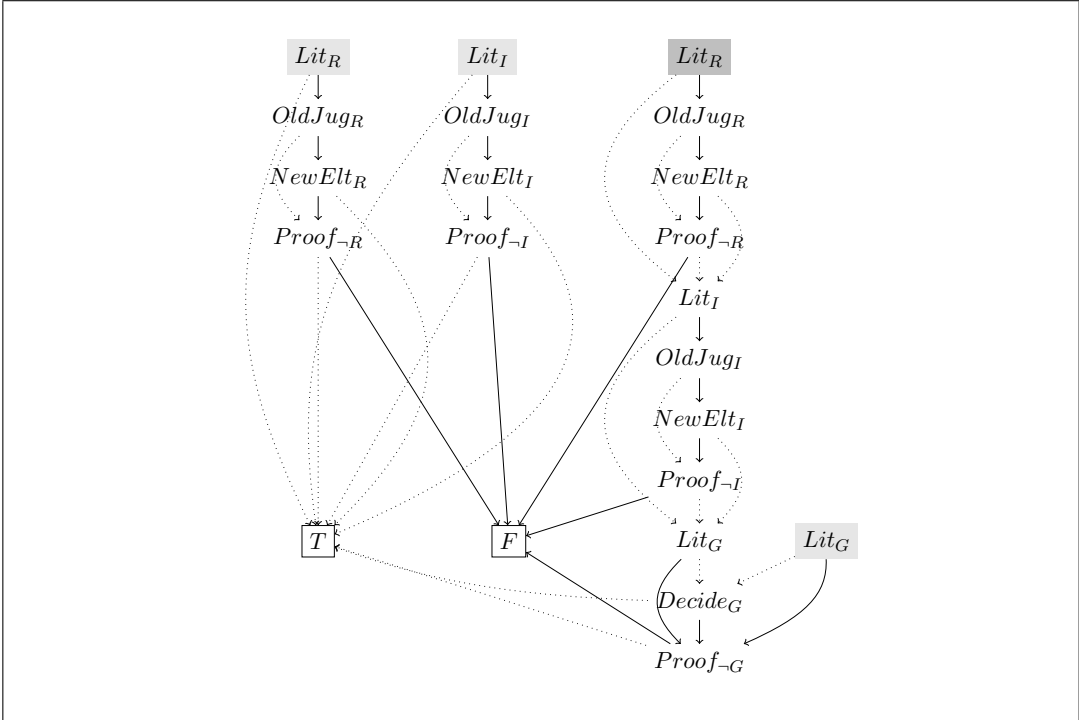 Lit_R Lit_I Lit_R
OldJug_R OldJug_I OldJug_R
NewElt_R NewElt_I NewElt_R
Proof_¬R Proof_¬I Proof_¬R
Lit_I
OldJug_I
NewElt_I
Proof_¬I
T F Lit_G Lit_G
Decide_G
Proof_¬G